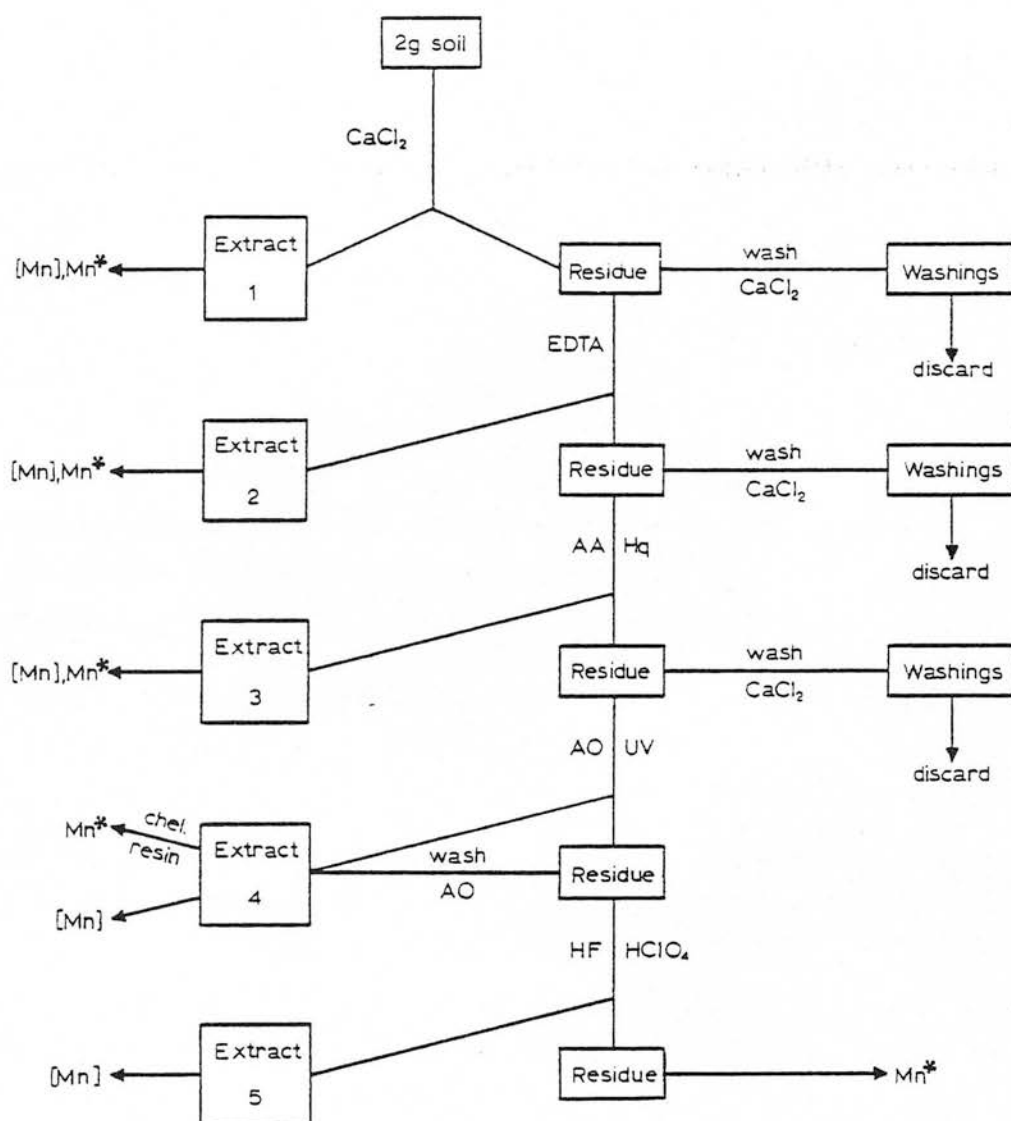 2g soil
CaCl₂
Extract
1
[Mn],Mn*
Residue
wash
CaCl₂
Washings
discard
EDTA
Extract
2
[Mn],Mn*
Residue
wash
CaCl₂
Washings
discard
AA Hq
Extract
3
[Mn],Mn*
Residue
wash
CaCl₂
Washings
discard
AO UV
Mn*
chel.
resin
Extract
4
[Mn]
wash
AO
Residue
HF HClO₄
Extract
5
[Mn]
Residue
Mn*